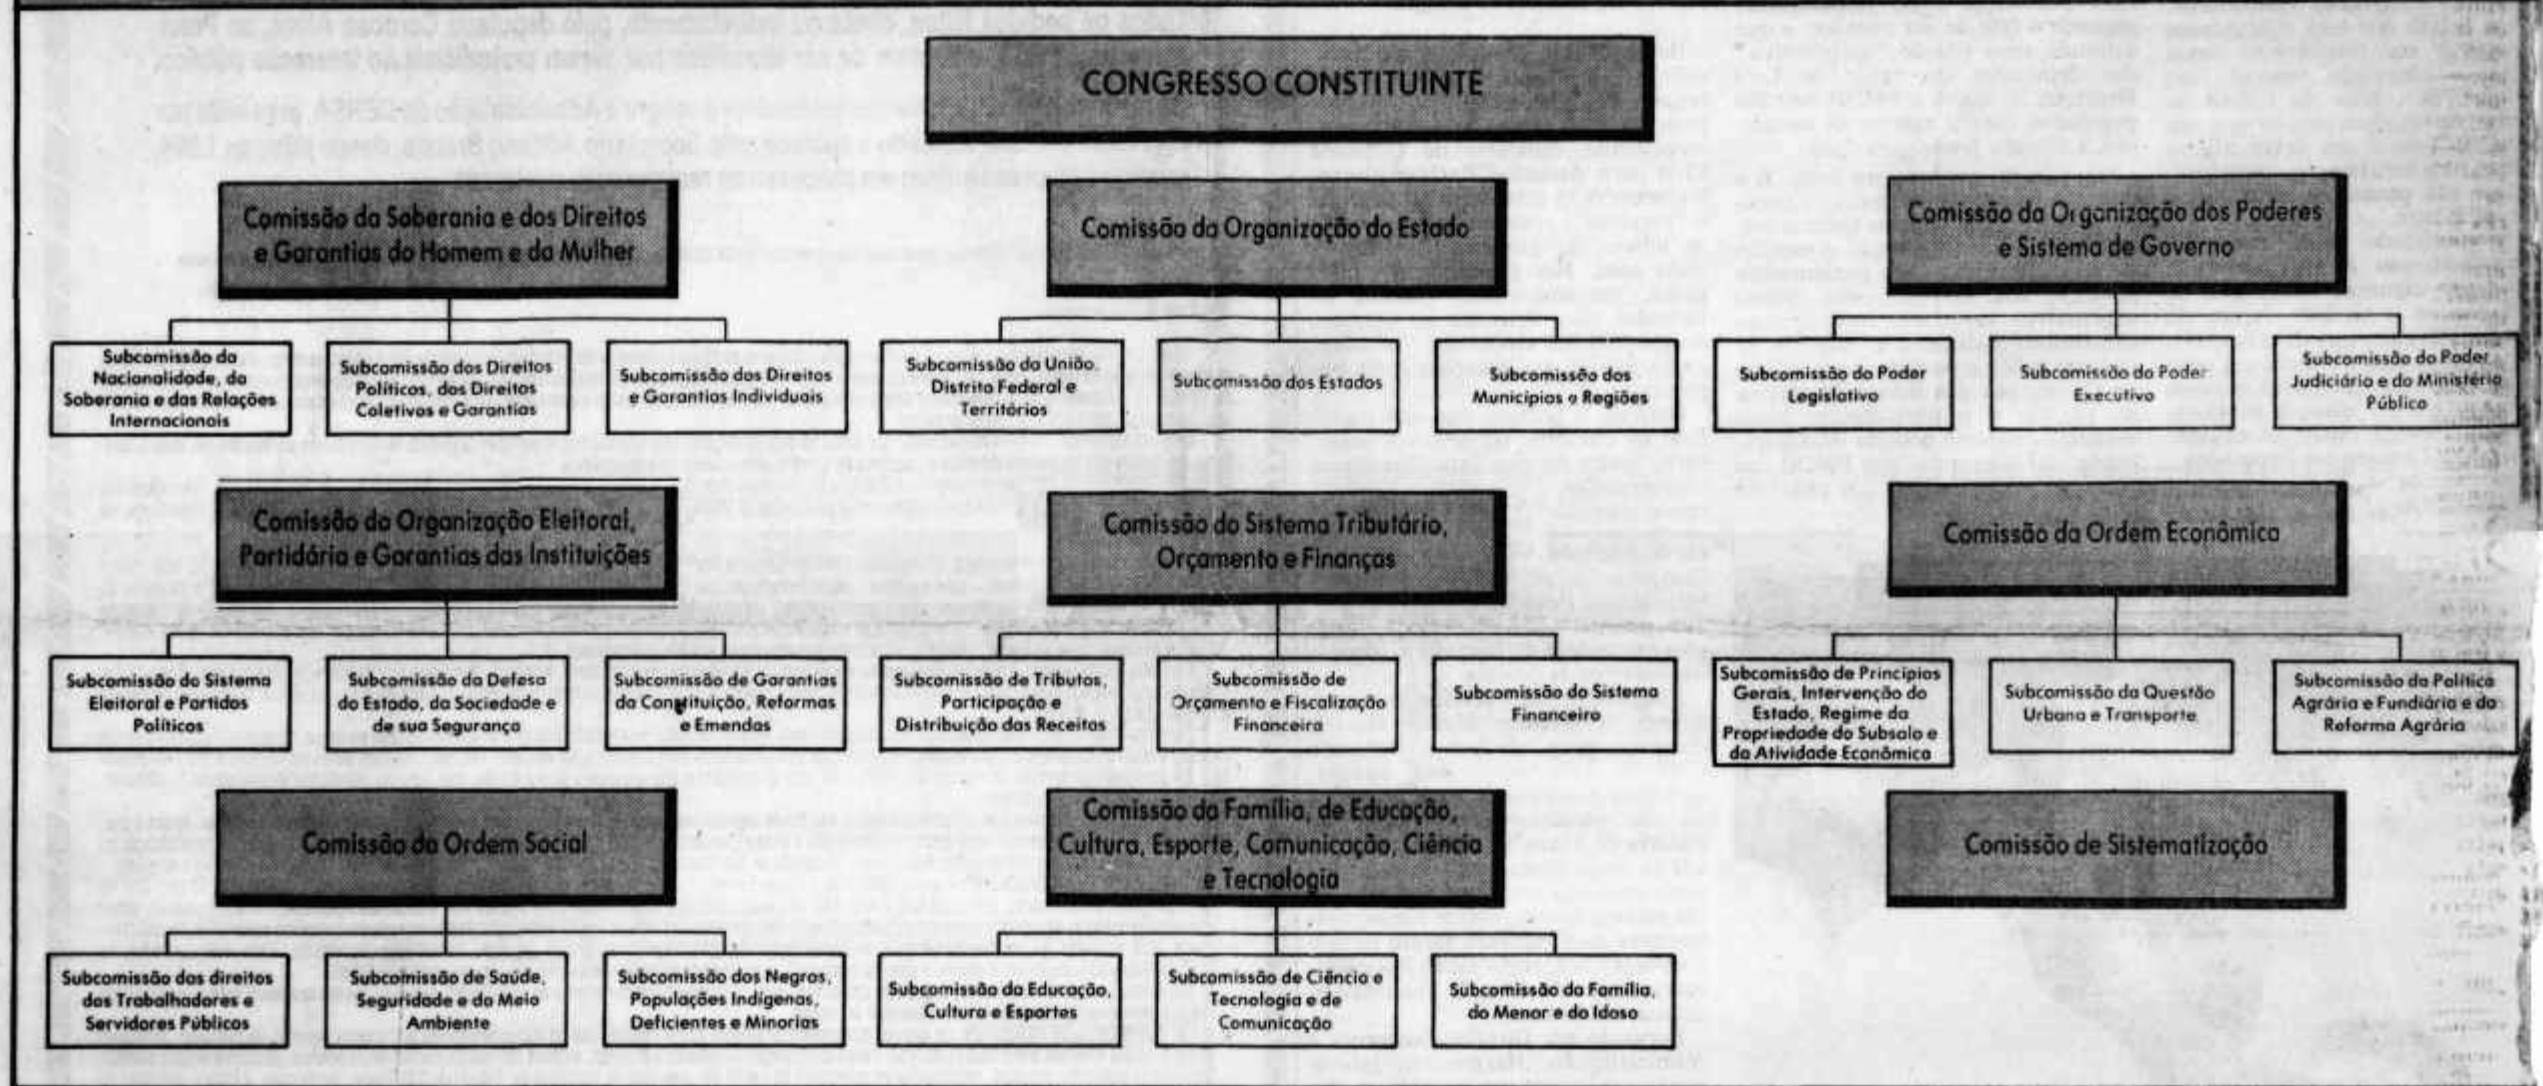 CONGRESSO CONSTITUINTE
Comissão da Soberania e dos Direitos
e Garantias do Homem e da Mulher
Subcomissão da
Nacionalidade, da
Soberania e das Relações
Internacionais
Subcomissão dos Direitos
Políticos, dos Direitos
Coletivos e Garantias
Subcomissão dos Direitos
e Garantias Individuais
Comissão da Organização do Estado
Subcomissão da União,
Distrito Federal e
Territórios
Subcomissão dos Estados
Subcomissão dos
Municípios e Regiões
Comissão da Organização dos Poderes
e Sistema de Governo
Subcomissão do Poder
Legislativo
Subcomissão do Poder
Executivo
Subcomissão do Poder
Judiciário e do Ministério
Público
Comissão da Organização Eleitoral,
Partidária e Garantias das Instituições
Subcomissão do Sistema
Eleitoral e Partidos
Políticos
Subcomissão da Defesa
do Estado, da Sociedade e
de sua Segurança
Subcomissão de Garantias
da Constituição, Reformas
e Emendas
Comissão do Sistema Tributário,
Orçamento e Finanças
Subcomissão de Tributos,
Participação e
Distribuição das Receitas
Subcomissão de
Orçamento e Fiscalização
Financeira
Subcomissão do Sistema
Financeiro
Comissão da Ordem Econômica
Subcomissão de Princípios
Gerais, Intervenção do
Estado, Regime da
Propriedade do Subsolo e
da Atividade Econômica
Subcomissão da Questão
Urbana e Transporte
Subcomissão da Política
Agrária e Fundiária e da
Reforma Agrária
Comissão da Ordem Social
Subcomissão dos direitos
dos Trabalhadores e
Servidores Públicos
Subcomissão de Saúde,
Seguridade e do Meio
Ambiente
Subcomissão dos Negros,
Populações Indígenas,
Deficientes e Minorias
Comissão da Família, de Educação,
Cultura, Esporte, Comunicação, Ciência
e Tecnologia
Subcomissão da Educação,
Cultura e Esportes
Subcomissão de Ciência e
Tecnologia e de
Comunicação
Subcomissão da Família,
do Menor e do Idoso
Comissão de Sistematização